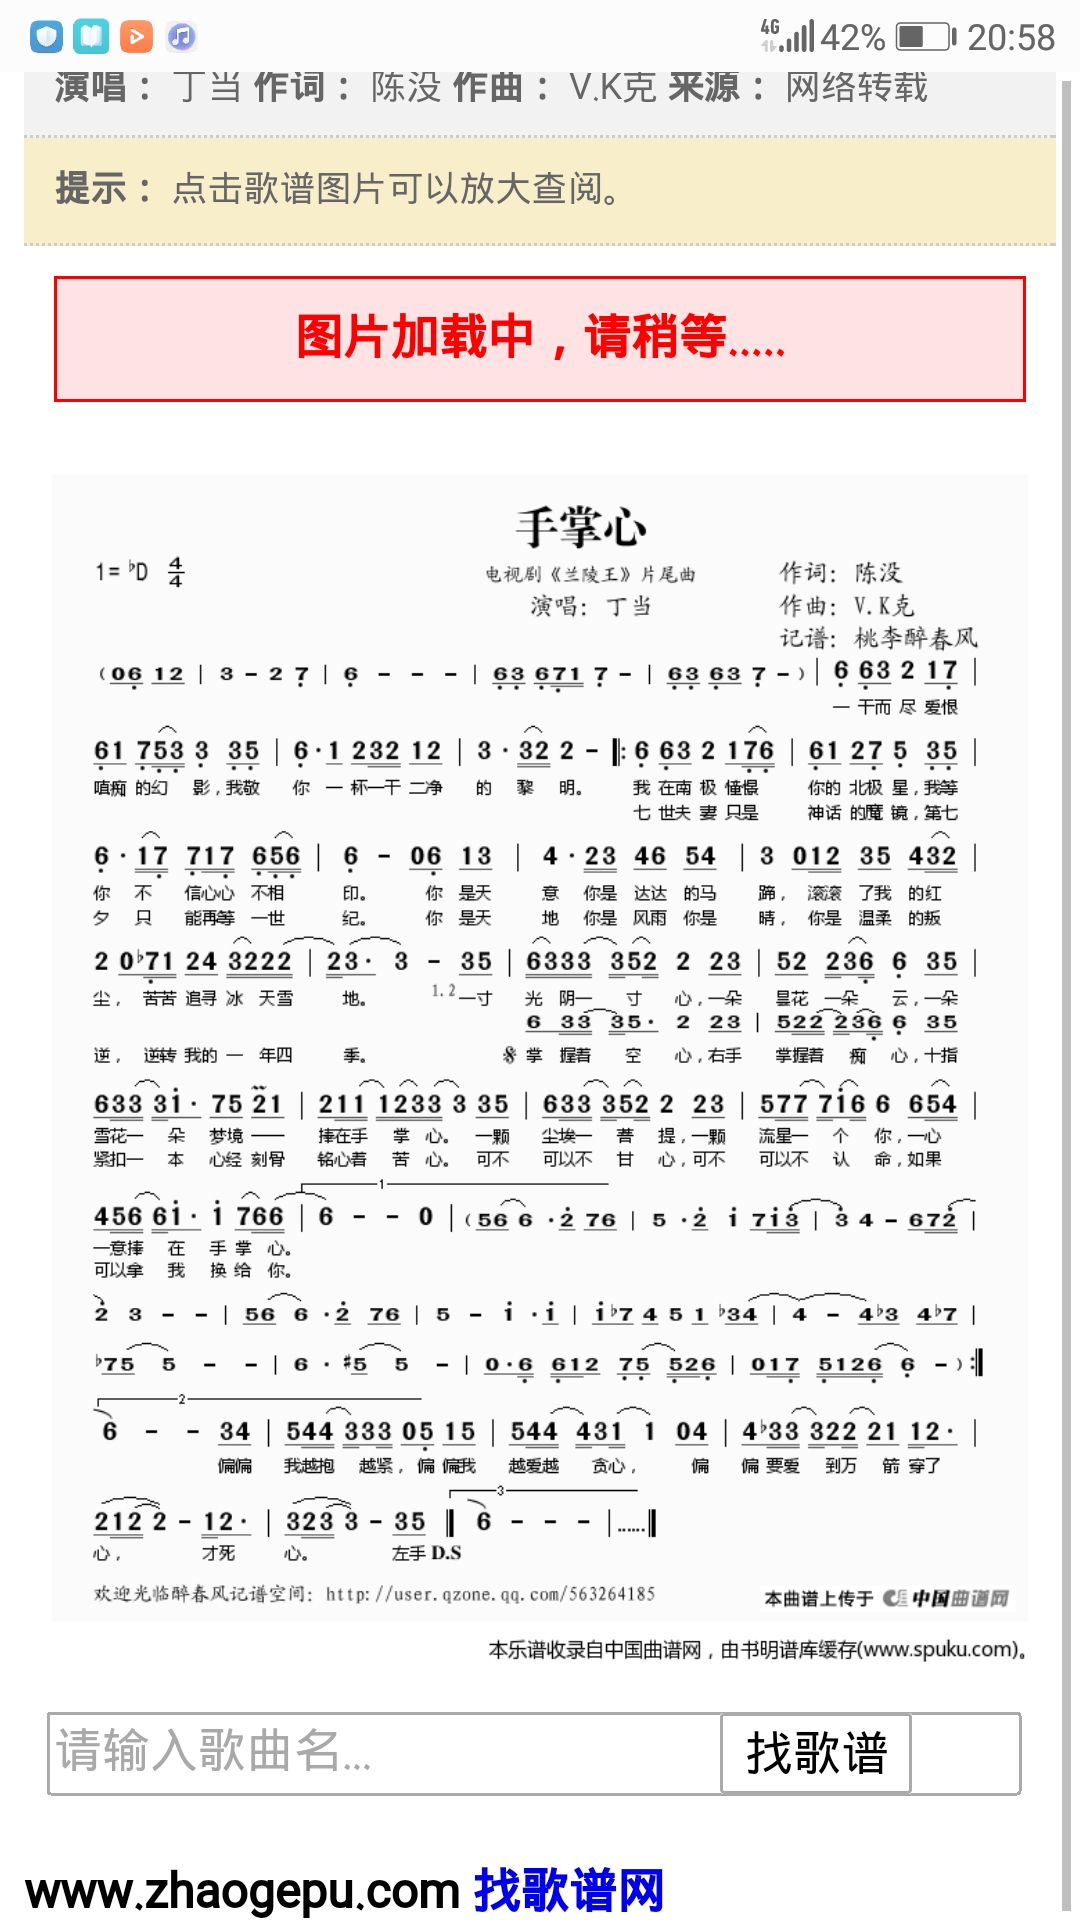 4G 42% 20:58
演唱： 丁当 作词： 陈没 作曲： V.K克 来源： 网络转载
提示： 点击歌谱图片可以放大查阅。
图片加载中，请稍等.....
手掌心
1= ♭D 4/4
电视剧《兰陵王》片尾曲
演唱: 丁当
作词: 陈没
作曲: V.K克
记谱: 桃李醉春风
(06 12 | 3 - 2 7 | 6 - - - | 63 671 7 - | 63 63 7 - ) | 6 63 2 17 |
一 干而 尽 爱恨
61 753 3 35 | 6·1 232 12 | 3·32 2 - |: 6 63 2 176 | 61 27 5 35 |
嗔痴 的幻 影,我敬 你 一 杯一干 二净 的 黎 明。 我 在南 极 憧憬 你的 北极 星,我等
七 世夫 妻 只是 神话 的魔 镜,第七
6·17 717 656 | 6 - 06 13 | 4·23 46 54 | 3 012 35 432 |
你 不 信心心 不相 印。 你 是天 意 你是 达达 的马 蹄, 滚滚 了我 的红
夕 只 能再等 一世 纪。 你 是天 地 你是 风雨 你是 晴, 你是 温柔 的叛
2 0♭71 24 3222 | 23· 3 - 35 | 6333 352 2 23 | 52 236 6 35 |
尘, 苦苦 追寻 冰 天雪 地。 1.2 一寸 光 阴一 寸 心,一朵 昙花 一朵 云,一朵
6 33 35· 2 23 | 522 236 6 35
逆, 逆转 我的 一 年四 季。 𝄋 掌 握着 空 心,右手 掌握着 痴 心,十指
633 31· 75 21 | 211 1233 3 35 | 633 352 2 23 | 577 716 6 654 |
雪花一 朵 梦境 —— 捧在手 掌 心。 一颗 尘埃一 菩 提,一颗 流星一 个 你,一心
紧扣一 本 心经 刻骨 铭心着 苦 心。 可不 可以不 甘 心,可不 可以不 认 命,如果
1
456 61· 1 766 | 6 - - 0 | (56 6 ·2 76 | 5 ·2 1 713 | 3 4 - 672 |
一意捧 在 手 掌 心。
可以拿 我 换 给 你。
2 3 - - | 56 6 ·2 76 | 5 - 1 ·1 | 1♭7 4 5 1 ♭34 | 4 - 4♭3 4♭7 |
♭75 5 - - | 6 · #5 5 - | 0·6 612 75 526 | 017 5126 6 - ) :|
2
6 - - 34 | 544 333 05 15 | 544 431 1 04 | 4♭33 322 21 12· |
偏偏 我越抱 越紧, 偏 偏我 越爱越 贪心, 偏 偏 要爱 到万 箭 穿了
3
212 2 - 12· | 323 3 - 35 ‖ 6 - - - |......‖
心, 才死 心。 左手 D.S
欢迎光临醉春风记谱空间: http://user.qzone.qq.com/563264185
本曲谱上传于 中国曲谱网
本乐谱收录自中国曲谱网，由书明谱库缓存(www.spuku.com)。
请输入歌曲名... 找歌谱
www.zhaogepu.com 找歌谱网